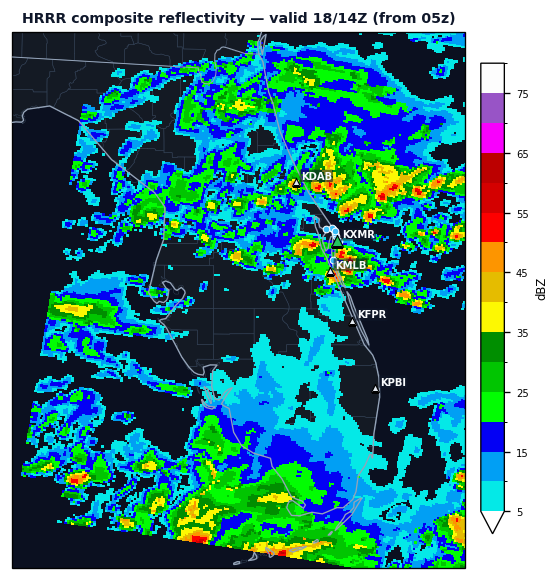 HRRR composite reflectivity — valid 18/14Z (from 05z)
KDAB
KXMR
KMLB
KFPR
KPBI
75
65
55
45
35
25
15
5
dBZ